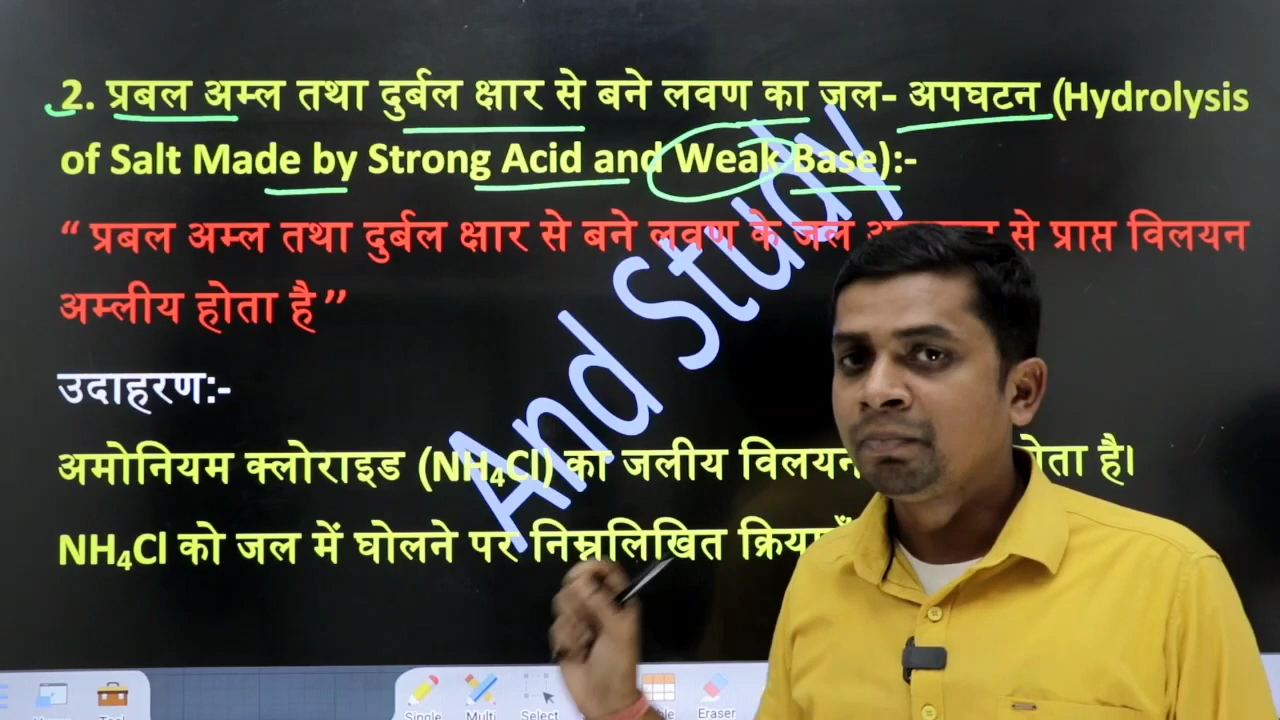 2. प्रबल अम्ल तथा दुर्बल क्षार से बने लवण का जल- अपघटन (Hydrolysis
of Salt Made by Strong Acid and Weak Base):-
“ प्रबल अम्ल तथा दुर्बल क्षार से बने लवण के जल से प्राप्त विलयन
अम्लीय होता है ”
उदाहरण:-
अमोनियम क्लोराइड (NH₄Cl) का जलीय विलयन होता है।
NH₄Cl को जल में घोलने पर निम्नलिखित
And Study
Single
Multi
Select
Eraser